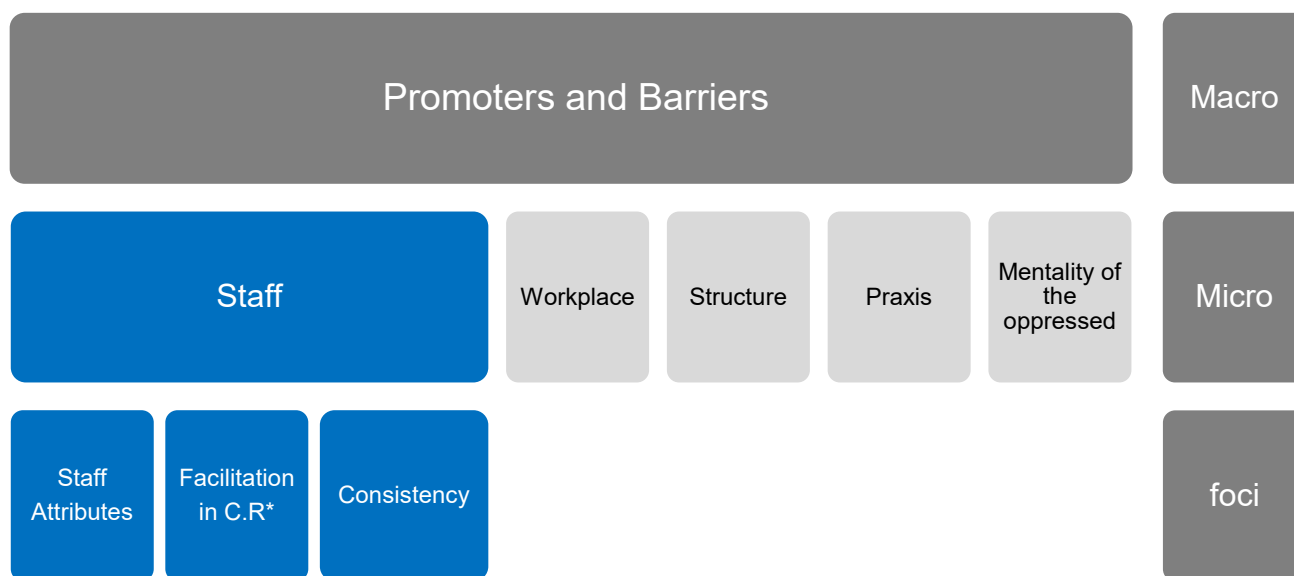 Promoters and Barriers
Macro
Staff
Workplace
Structure
Praxis
Mentality of
the
oppressed
Micro
Staff
Attributes
Facilitation
in C.R*
Consistency
foci